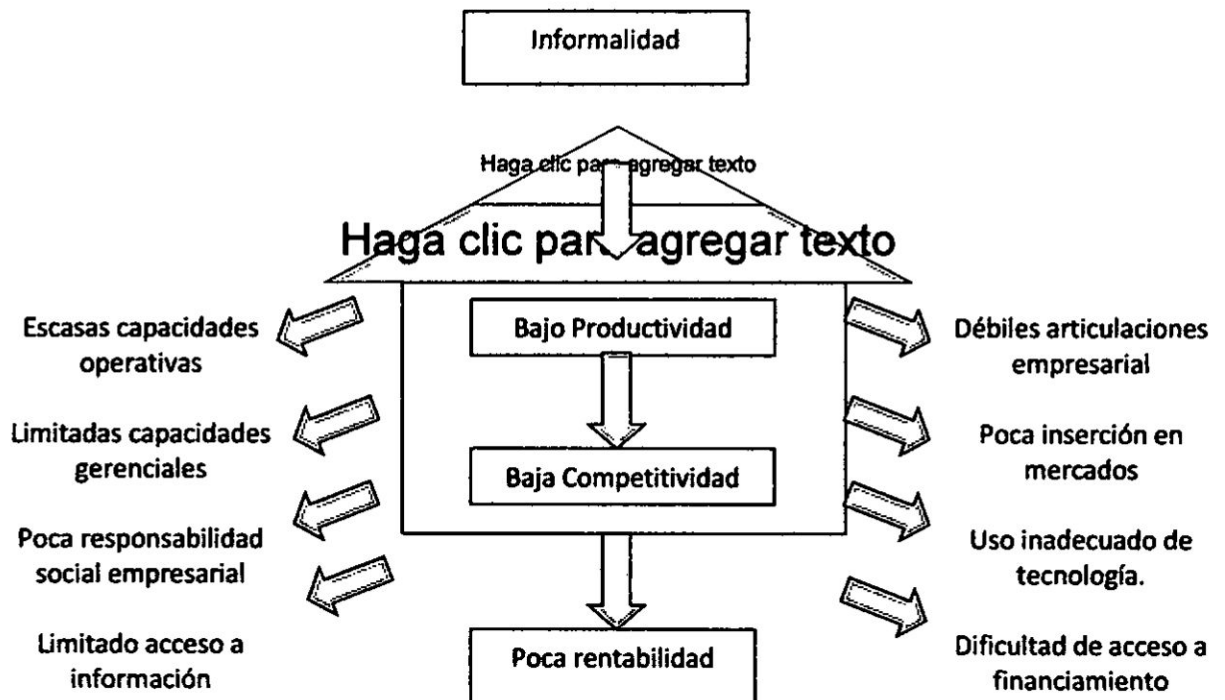 Informalidad
Haga clic para agregar texto
Haga clic para agregar texto
Bajo Productividad
Baja Competitividad
Poca rentabilidad
Escasas capacidades
operativas
Limitadas capacidades
gerenciales
Poca responsabilidad
social empresarial
Limitado acceso a
información
Débiles articulaciones
empresarial
Poca inserción en
mercados
Uso inadecuado de
tecnología.
Dificultad de acceso a
financiamiento